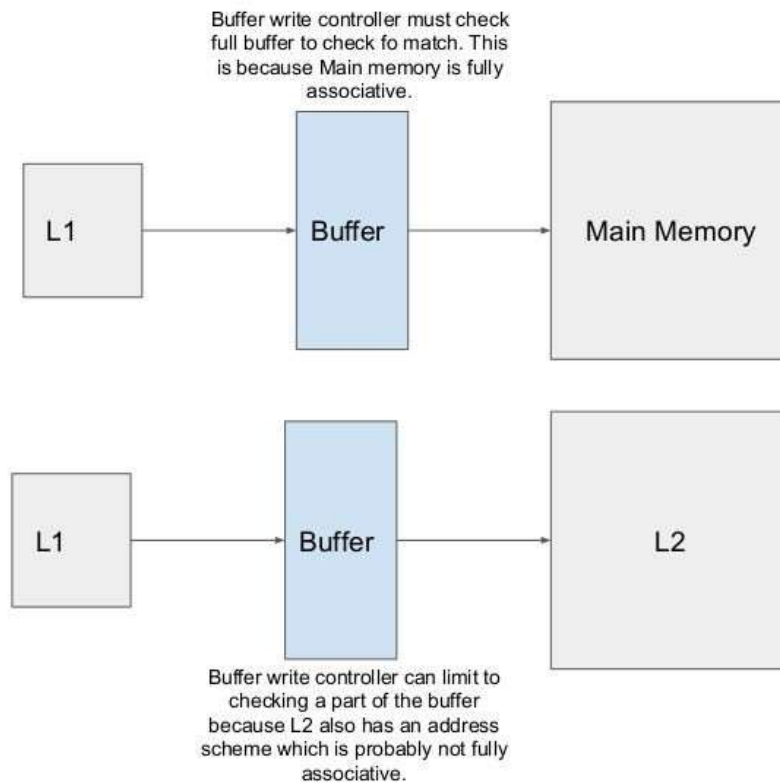 Buffer write controller must check
full buffer to check fo match. This
is because Main memory is fully
associative.
L1
Buffer
Main Memory
L1
Buffer
L2
Buffer write controller can limit to
checking a part of the buffer
because L2 also has an address
scheme which is probably not fully
associative.